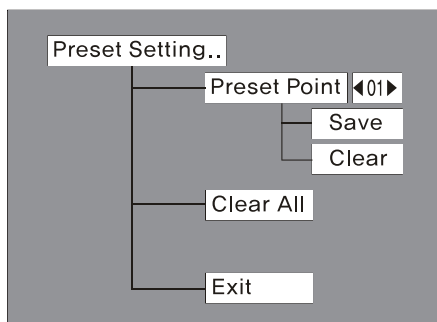 Preset Setting..
Preset Point ◀01▶
Save
Clear
Clear All
Exit